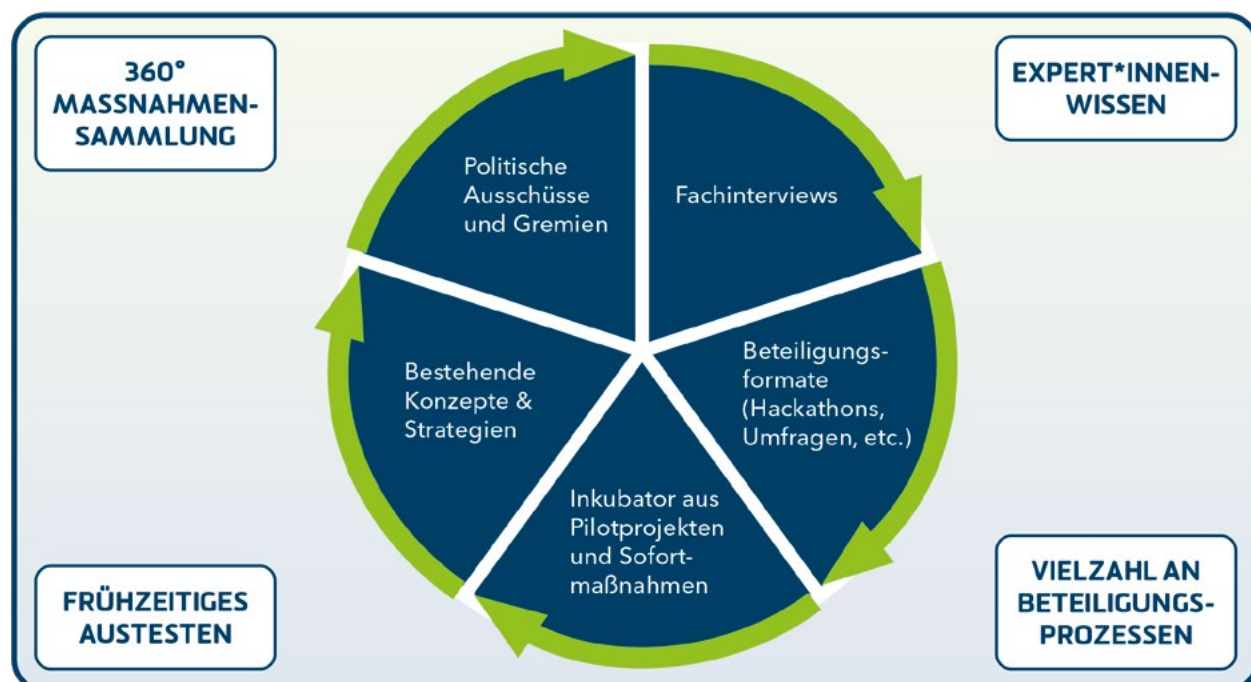 360°
MASSNAHMEN-
SAMMLUNG
EXPERT*INNEN-
WISSEN
Politische
Ausschüsse
und Gremien
Fachinterviews
Bestehende
Konzepte &
Strategien
Beteiligungs-
formate
(Hackathons,
Umfragen, etc.)
Inkubator aus
Pilotprojekten
und Sofort-
maßnahmen
FRÜHZEITIGES
AUSTESTEN
VIELZAHL AN
BETEILIGUNGS-
PROZESSEN